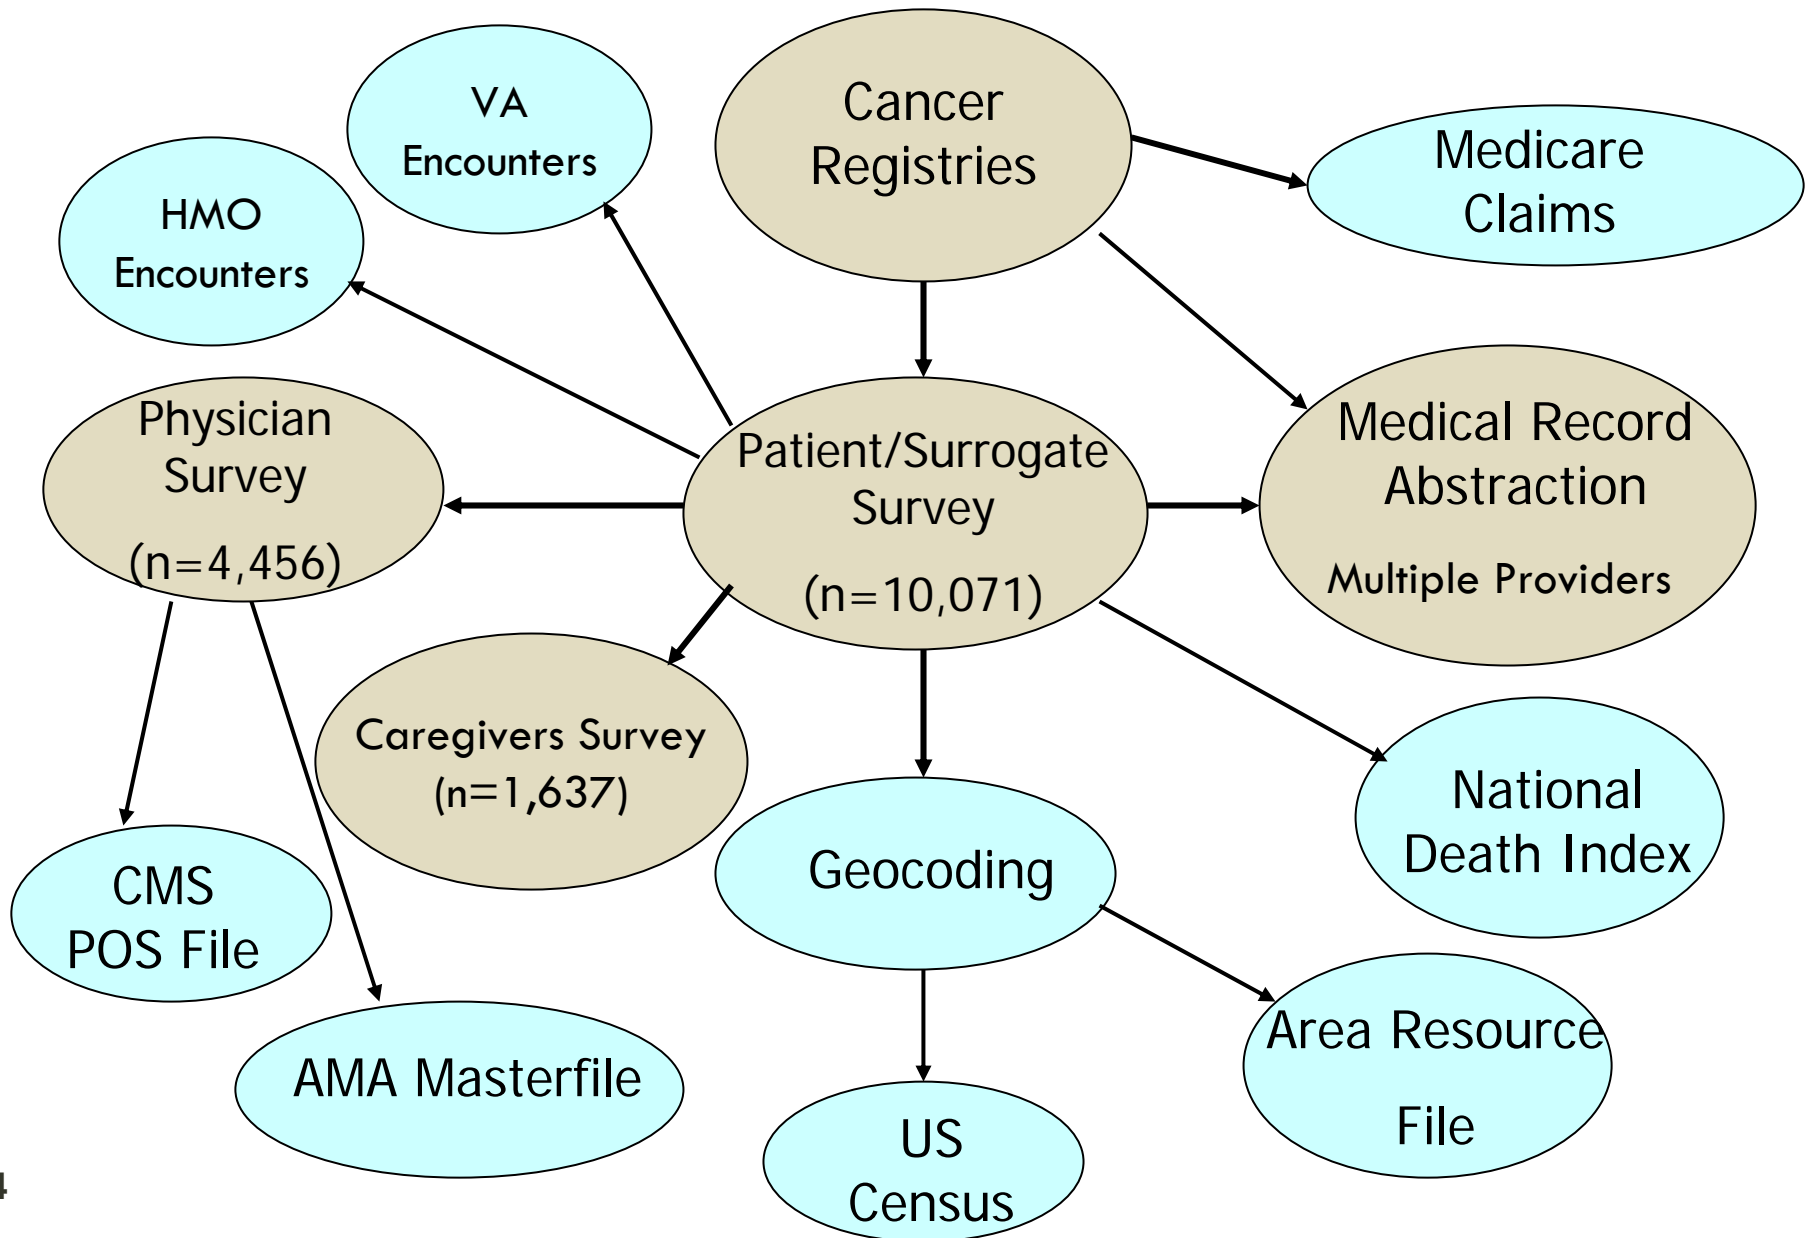 VA
Encounters
Cancer
Registries
Medicare
Claims
HMO
Encounters
Physician
Survey
(n=4,456)
Patient/Surrogate
Survey
(n=10,071)
Medical Record
Abstraction
Multiple Providers
Caregivers Survey
(n=1,637)
National
Death Index
CMS
POS File
Geocoding
AMA Masterfile
Area Resource
File
US
Census
4